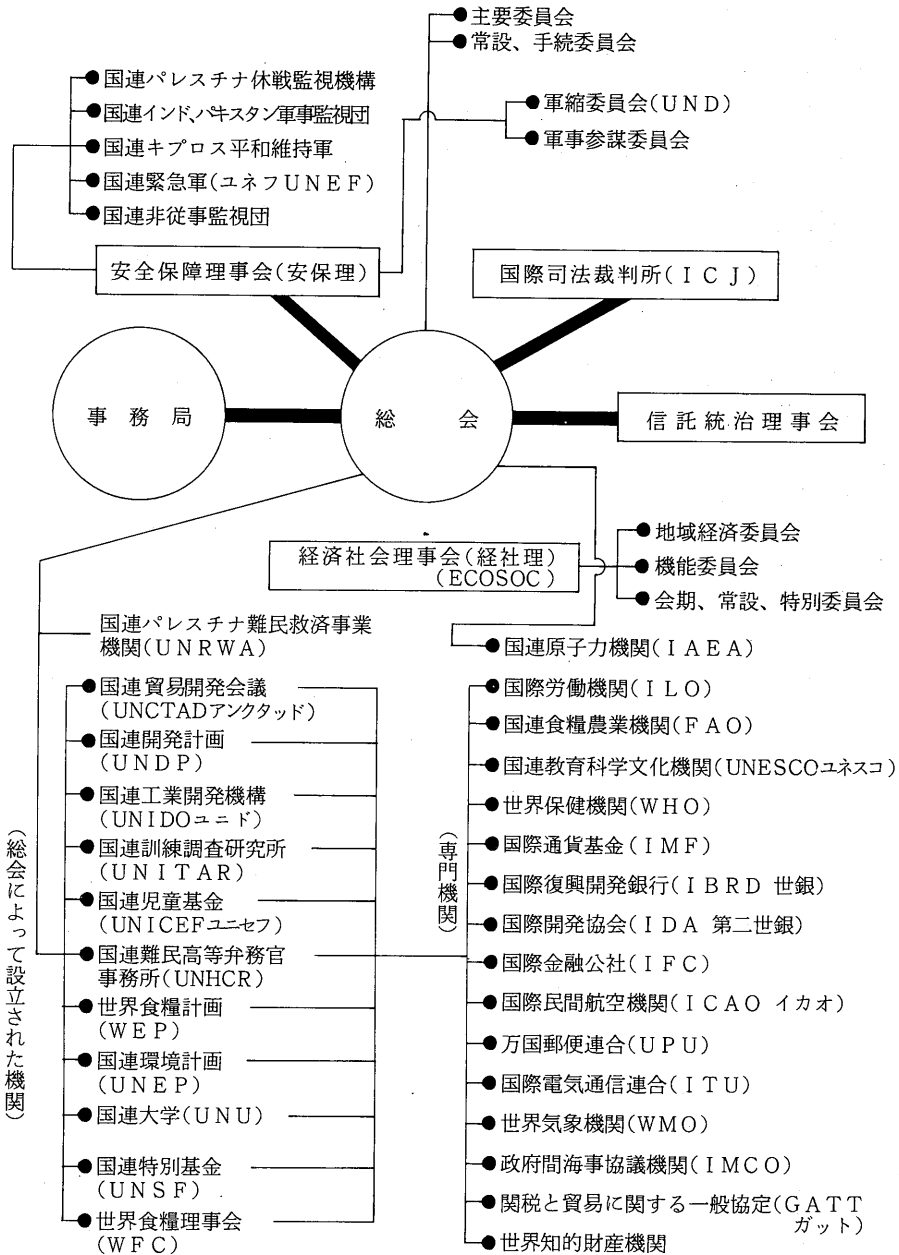 主要委員会
常設、手続委員会
国連パレスチナ休戦監視機構
国連インド、パキスタン軍事監視団
国連キプロス平和維持軍
国連緊急軍(ユネフUNEF)
国連非従事監視団
軍縮委員会(UND)
軍事参謀委員会
安全保障理事会(安保理)
国際司法裁判所(ICJ)
事務局
総会
信託統治理事会
経済社会理事会(経社理)
(ECOSOC)
地域経済委員会
機能委員会
会期、常設、特別委員会
(総会によって設立された機関)
国連パレスチナ難民救済事業
機関(UNRWA)
国連貿易開発会議
(UNCTADアンクタッド)
国連開発計画
(UNDP)
国連工業開発機構
(UNIDOユニド)
国連訓練調査研究所
(UNITAR)
国連児童基金
(UNICEFユニセフ)
国連難民高等弁務官
事務所(UNHCR)
世界食糧計画
(WEP)
国連環境計画
(UNEP)
国連大学(UNU)
国連特別基金
(UNSF)
世界食糧理事会
(WFC)
国連原子力機関(IAEA)
(専門機関)
国際労働機関(ILO)
国連食糧農業機関(FAO)
国連教育科学文化機関(UNESCOユネスコ)
世界保健機関(WHO)
国際通貨基金(IMF)
国際復興開発銀行(IBRD 世銀)
国際開発協会(IDA 第二世銀)
国際金融公社(IFC)
国際民間航空機関(ICAO イカオ)
万国郵便連合(UPU)
国際電気通信連合(ITU)
世界気象機関(WMO)
政府間海事協議機関(IMCO)
関税と貿易に関する一般協定(GATT
ガット)
世界知的財産機関